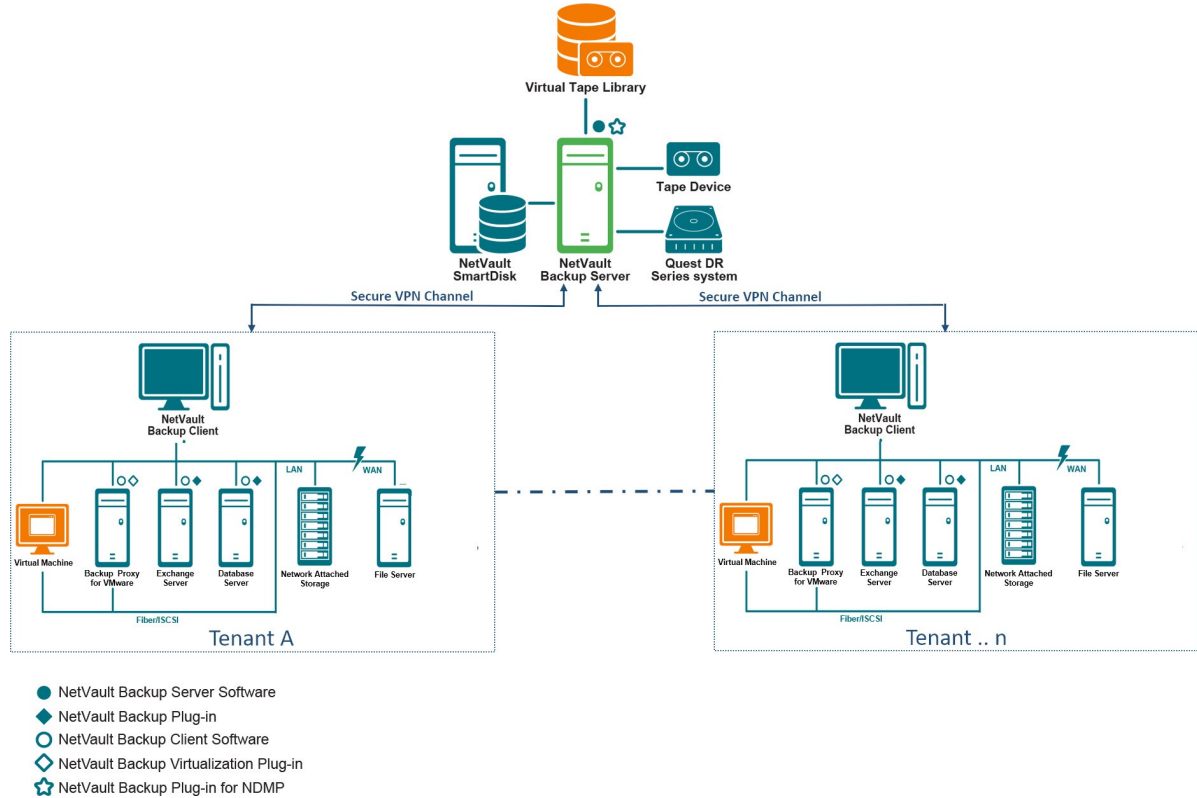 Virtual Tape Library
Tape Device
NetVault
SmartDisk
NetVault
Backup Server
Quest DR
Series system
Secure VPN Channel
Secure VPN Channel
NetVault
Backup Client
LAN
WAN
Virtual Machine
Backup Proxy
for VMware
Exchange
Server
Database
Server
Network Attached
Storage
File Server
Fiber/ISCSI
Tenant A
NetVault
Backup Client
LAN
WAN
Virtual Machine
Backup Proxy
for VMware
Exchange
Server
Database
Server
Network Attached
Storage
File Server
Fiber/ISCSI
Tenant .. n
NetVault Backup Server Software
NetVault Backup Plug-in
NetVault Backup Client Software
NetVault Backup Virtualization Plug-in
NetVault Backup Plug-in for NDMP